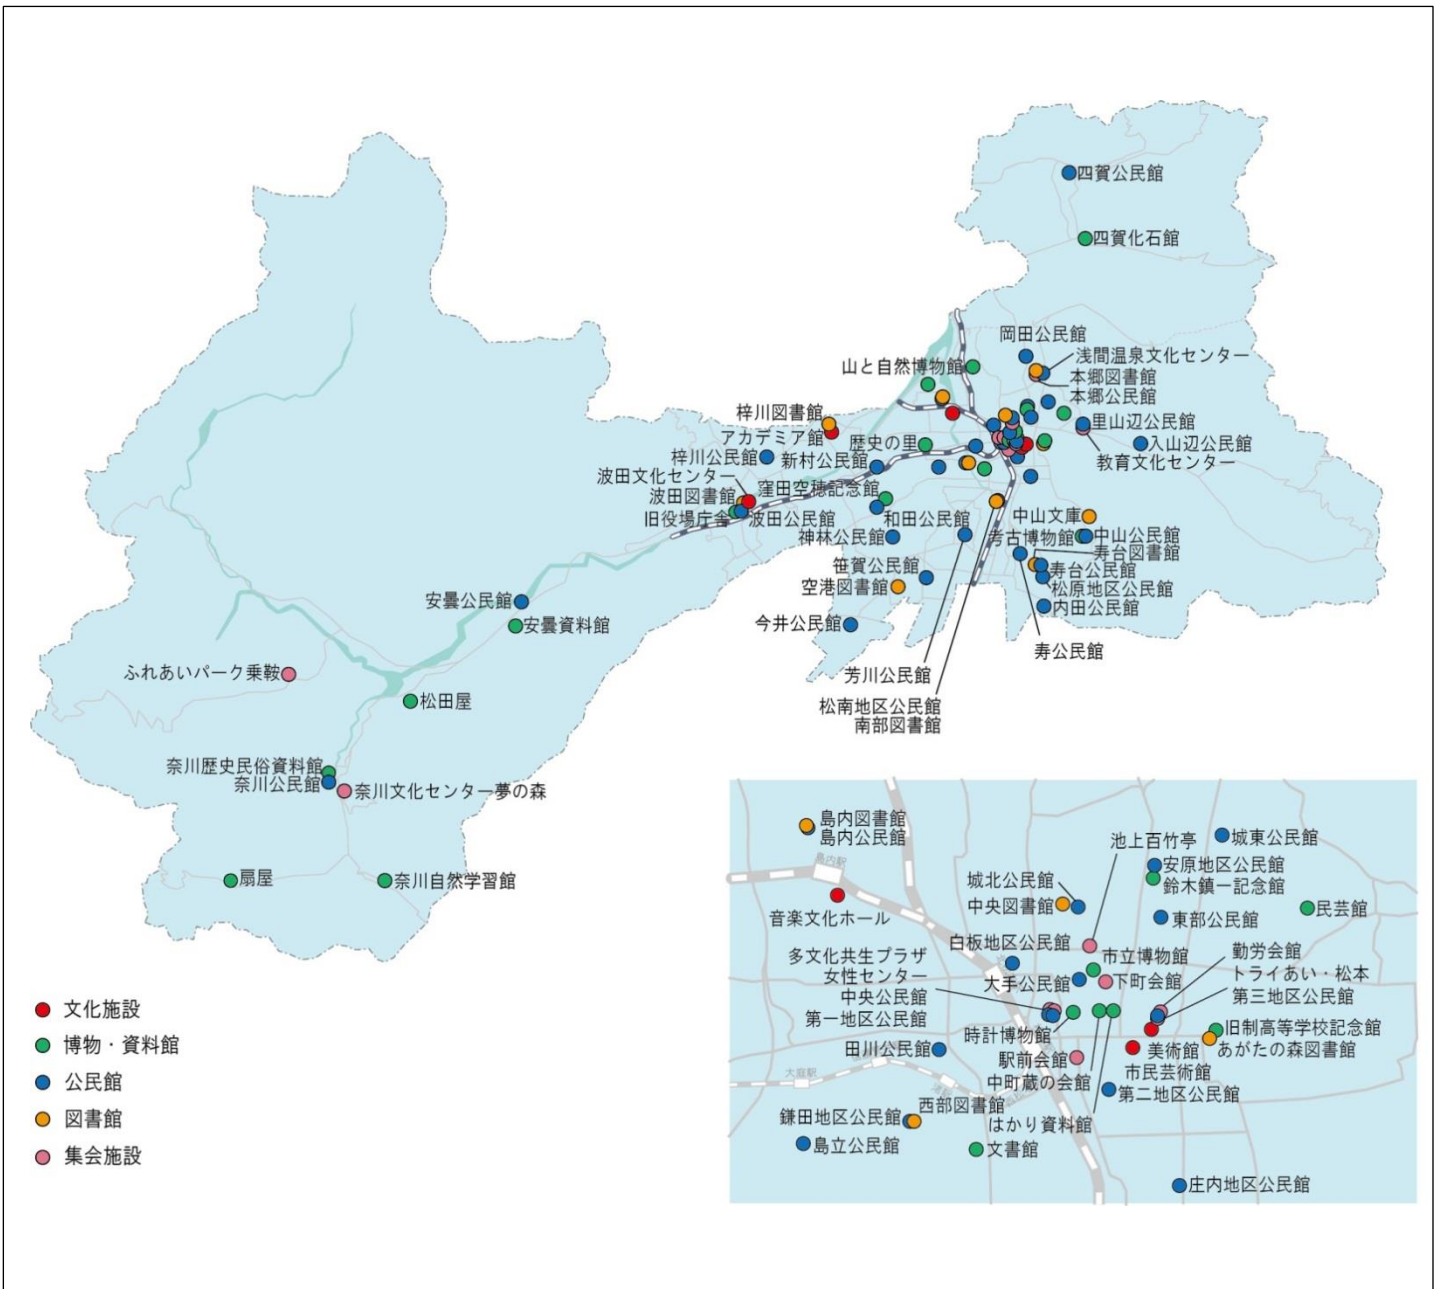 四賀公民館
四賀化石館
岡田公民館
浅間温泉文化センター
山と自然博物館
本郷図書館
本郷公民館
梓川図書館
里山辺公民館
アカデミア館
歴史の里
入山辺公民館
梓川公民館
新村公民館
教育文化センター
波田文化センター
窪田空穂記念館
波田図書館
旧役場庁舎
波田公民館
和田公民館
中山文庫
神林公民館
考古博物館
中山公民館
寿台図書館
笹賀公民館
寿台公民館
空港図書館
松原地区公民館
安曇公民館
内田公民館
安曇資料館
今井公民館
寿公民館
ふれあいパーク乗鞍
芳川公民館
松田屋
松南地区公民館
南部図書館
奈川歴史民俗資料館
奈川公民館
奈川文化センター夢の森
扇屋
奈川自然学習館
文化施設
博物・資料館
公民館
図書館
集会施設
島内図書館
島内公民館
島内駅
池上百竹亭
城東公民館
安原地区公民館
城北公民館
鈴木鎮一記念館
中央図書館
民芸館
音楽文化ホール
東部公民館
白板地区公民館
多文化共生プラザ
市立博物館
勤労会館
女性センター
大手公民館
下町会館
トライあい・松本
中央公民館
第三地区公民館
第一地区公民館
時計博物館
旧制高等学校記念館
田川公民館
駅前会館
美術館
あがたの森図書館
大庭駅
中町蔵の会館
市民芸術館
第二地区公民館
鎌田地区公民館
西部図書館
はかり資料館
島立公民館
文書館
庄内地区公民館